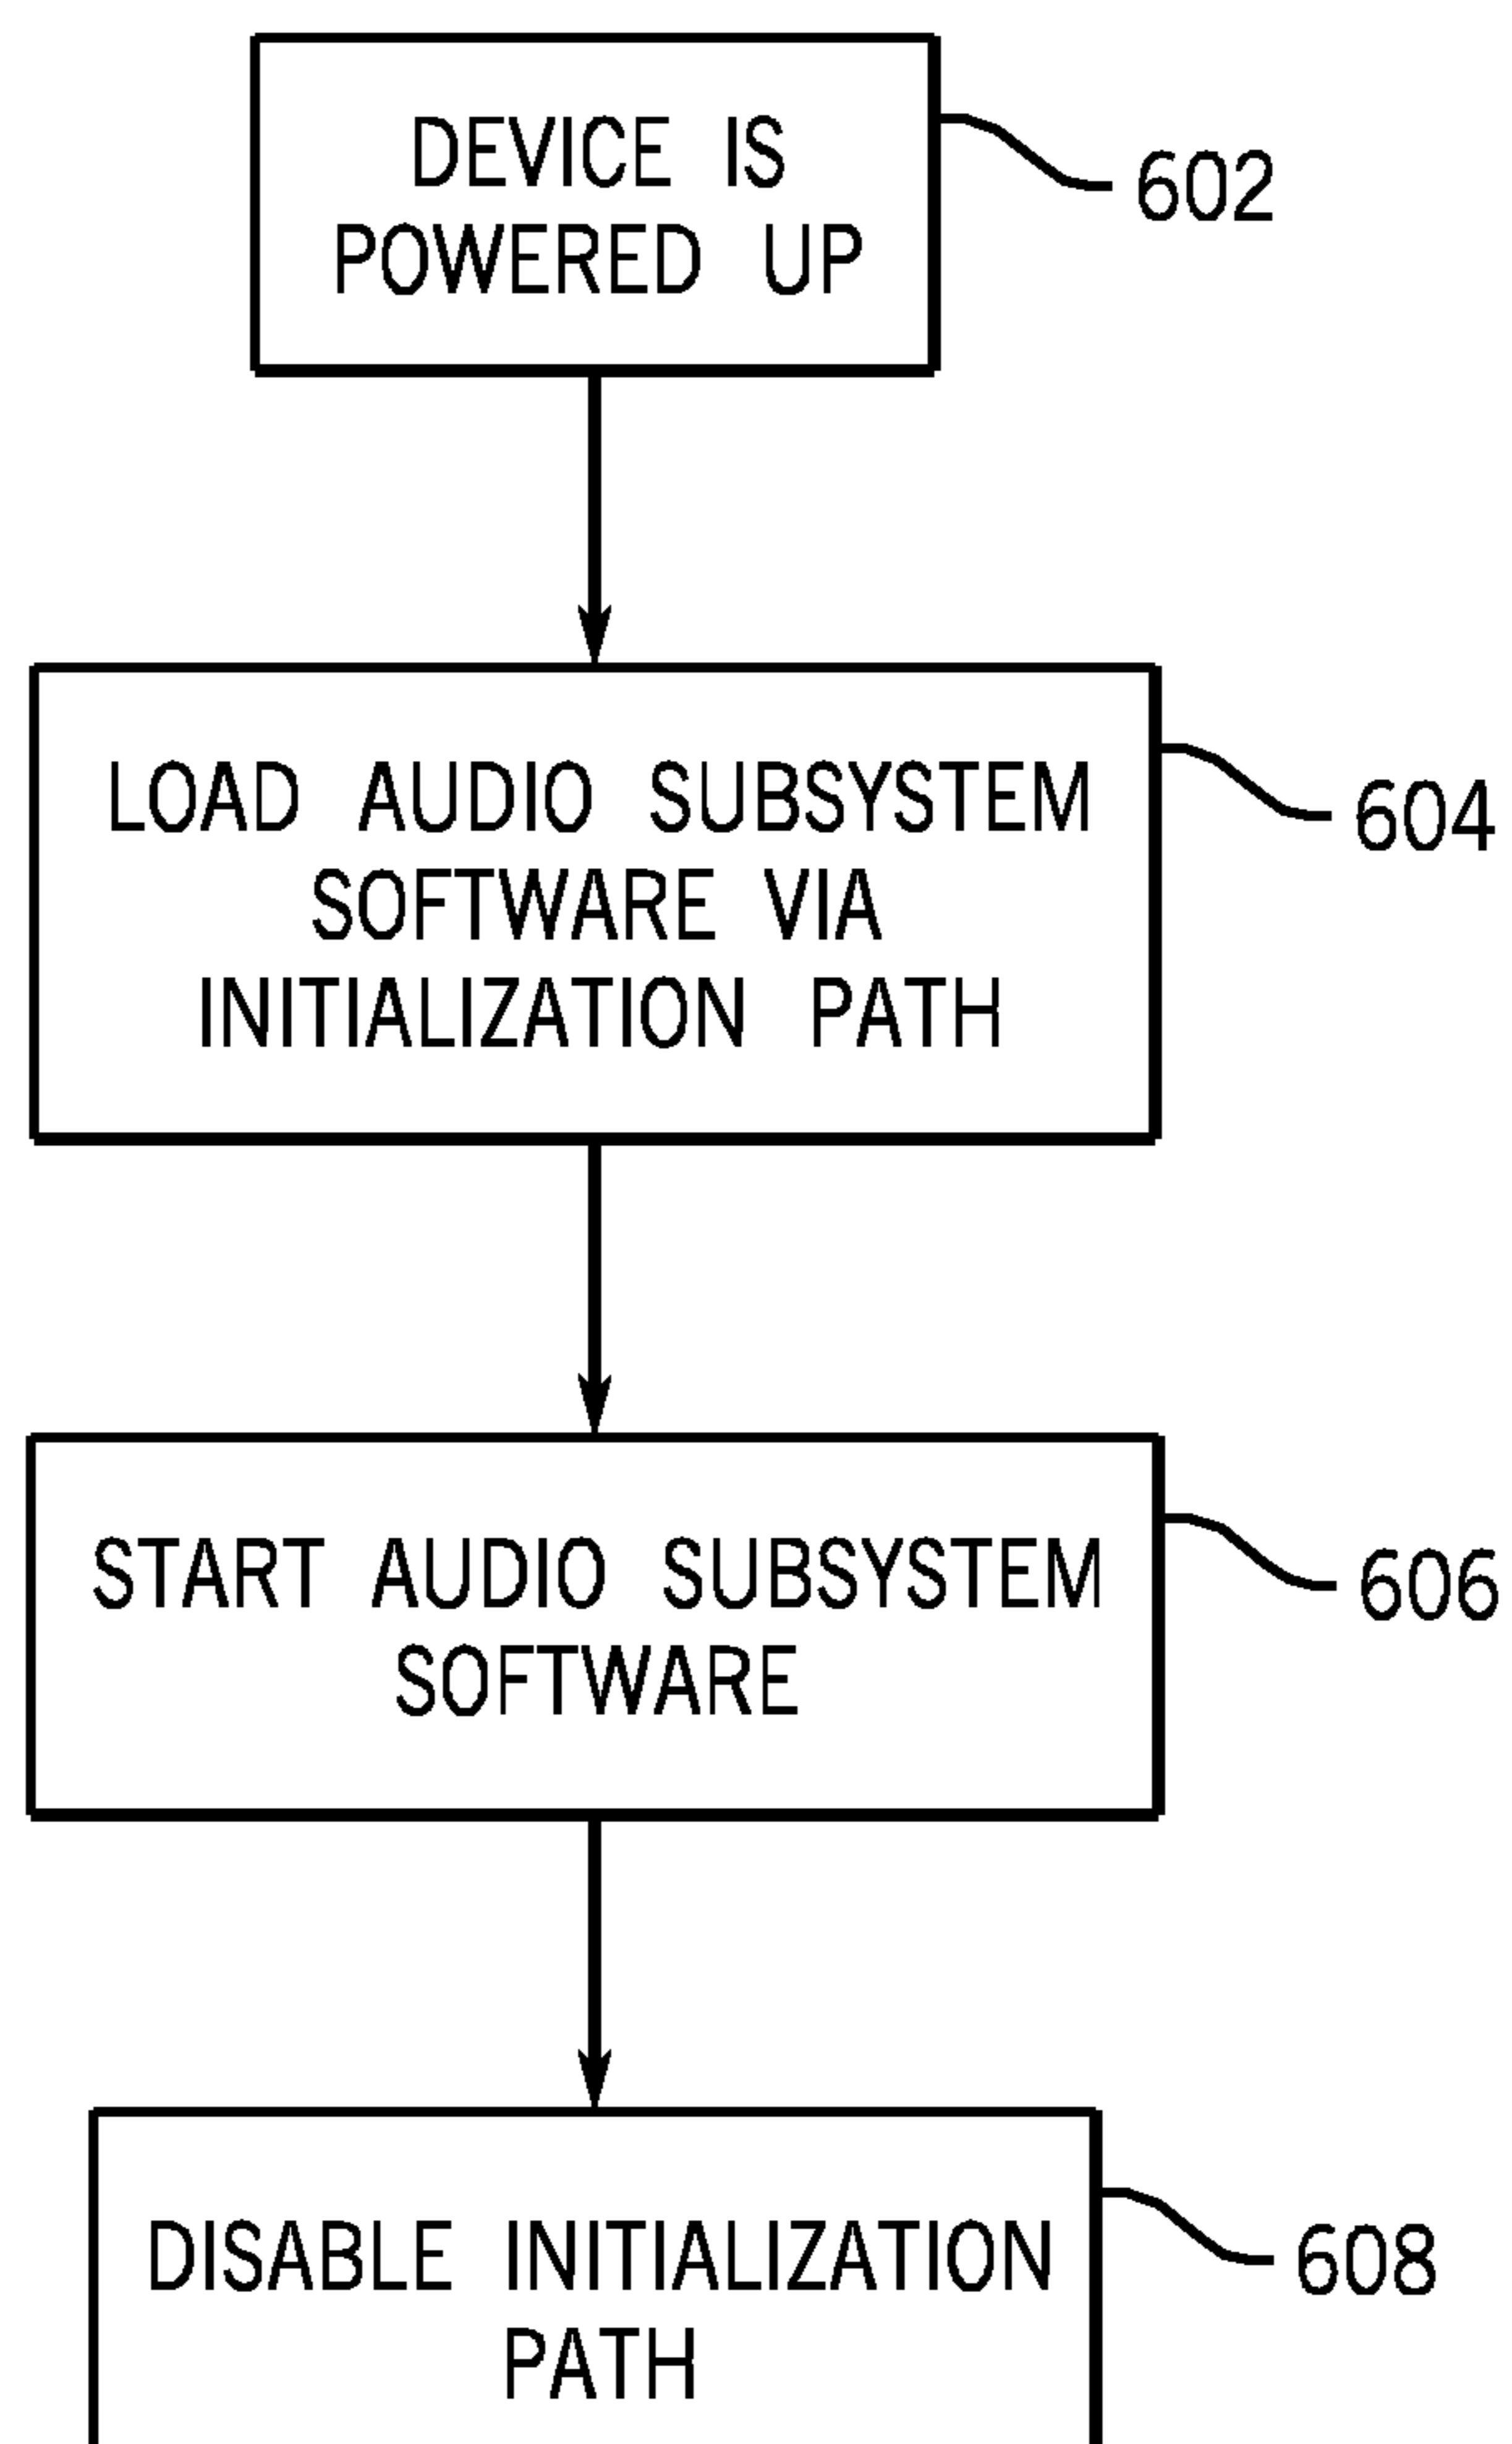 DEVICE IS
POWERED UP
602
LOAD AUDIO SUBSYSTEM
SOFTWARE VIA
INITIALIZATION PATH
604
START AUDIO SUBSYSTEM
SOFTWARE
606
DISABLE INITIALIZATION
PATH
608